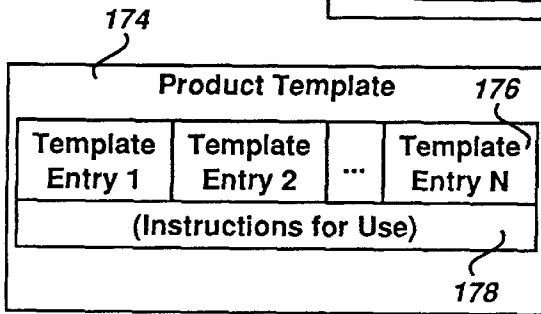 174
Product Template
176
Template Template ... Template
Entry 1 Entry 2 Entry N
(Instructions for Use)
178